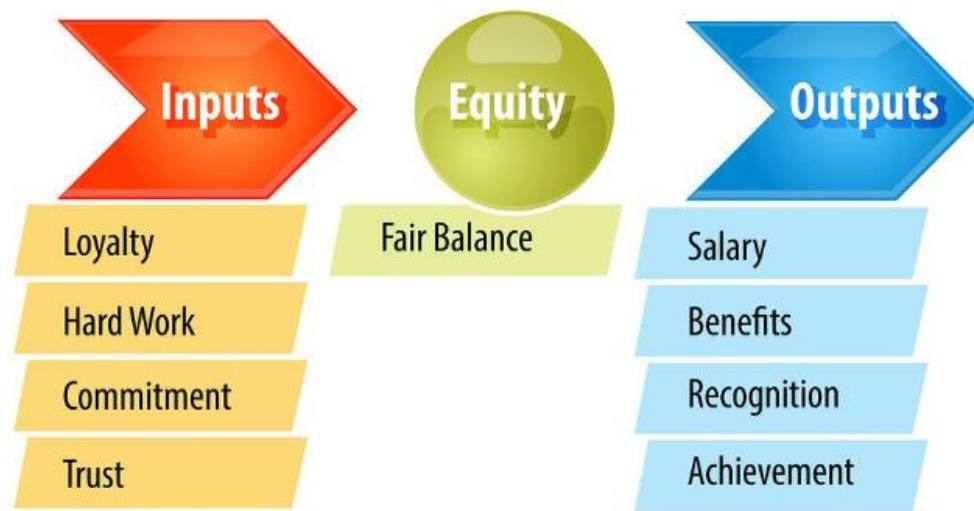 Inputs
Loyalty
Hard Work
Commitment
Trust
Equity
Fair Balance
Outputs
Salary
Benefits
Recognition
Achievement